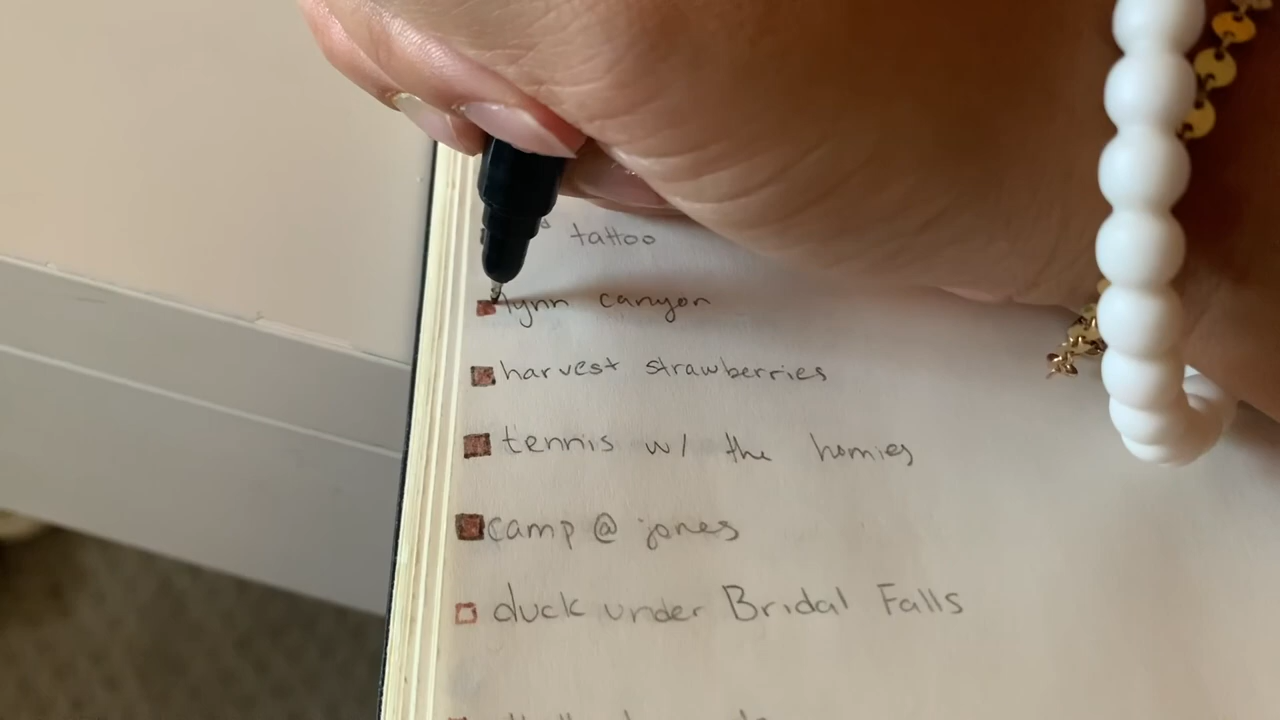 tattoo
lynn canyon
harvest strawberries
tennis w/ the homies
camp @ jones
duck under Bridal Falls